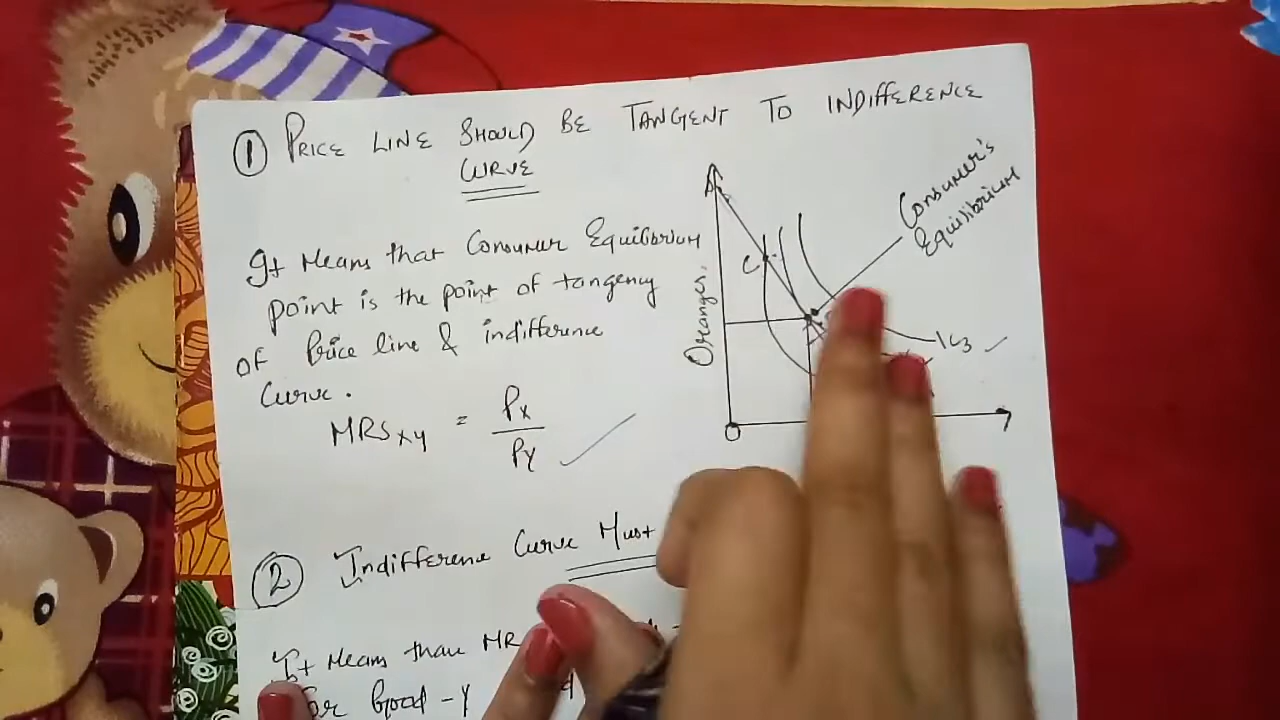 ① PRICE LINE SHOULD BE TANGENT TO INDIFFERENCE
CURVE
It Means that Consumer Equilibrium
point is the point of tangency
of Price line & indifference
Curve.
MRSxy = Px
Py
Consumer's
Equilibrium
Oranges
A
C
IC3
O
② Indifference Curve Must
It Means that MR
for Good - Y